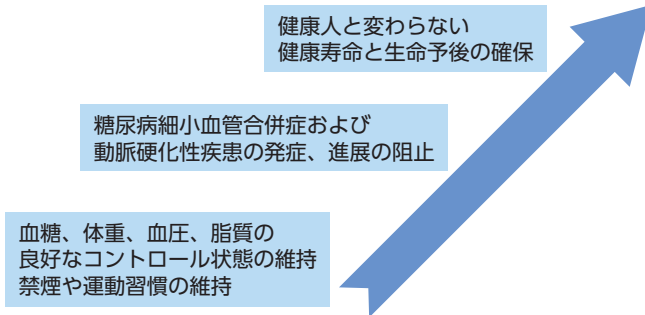 健康人と変わらない
健康寿命と生命予後の確保
糖尿病細小血管合併症および
動脈硬化性疾患の発症、進展の阻止
血糖、体重、血圧、脂質の
良好なコントロール状態の維持
禁煙や運動習慣の維持